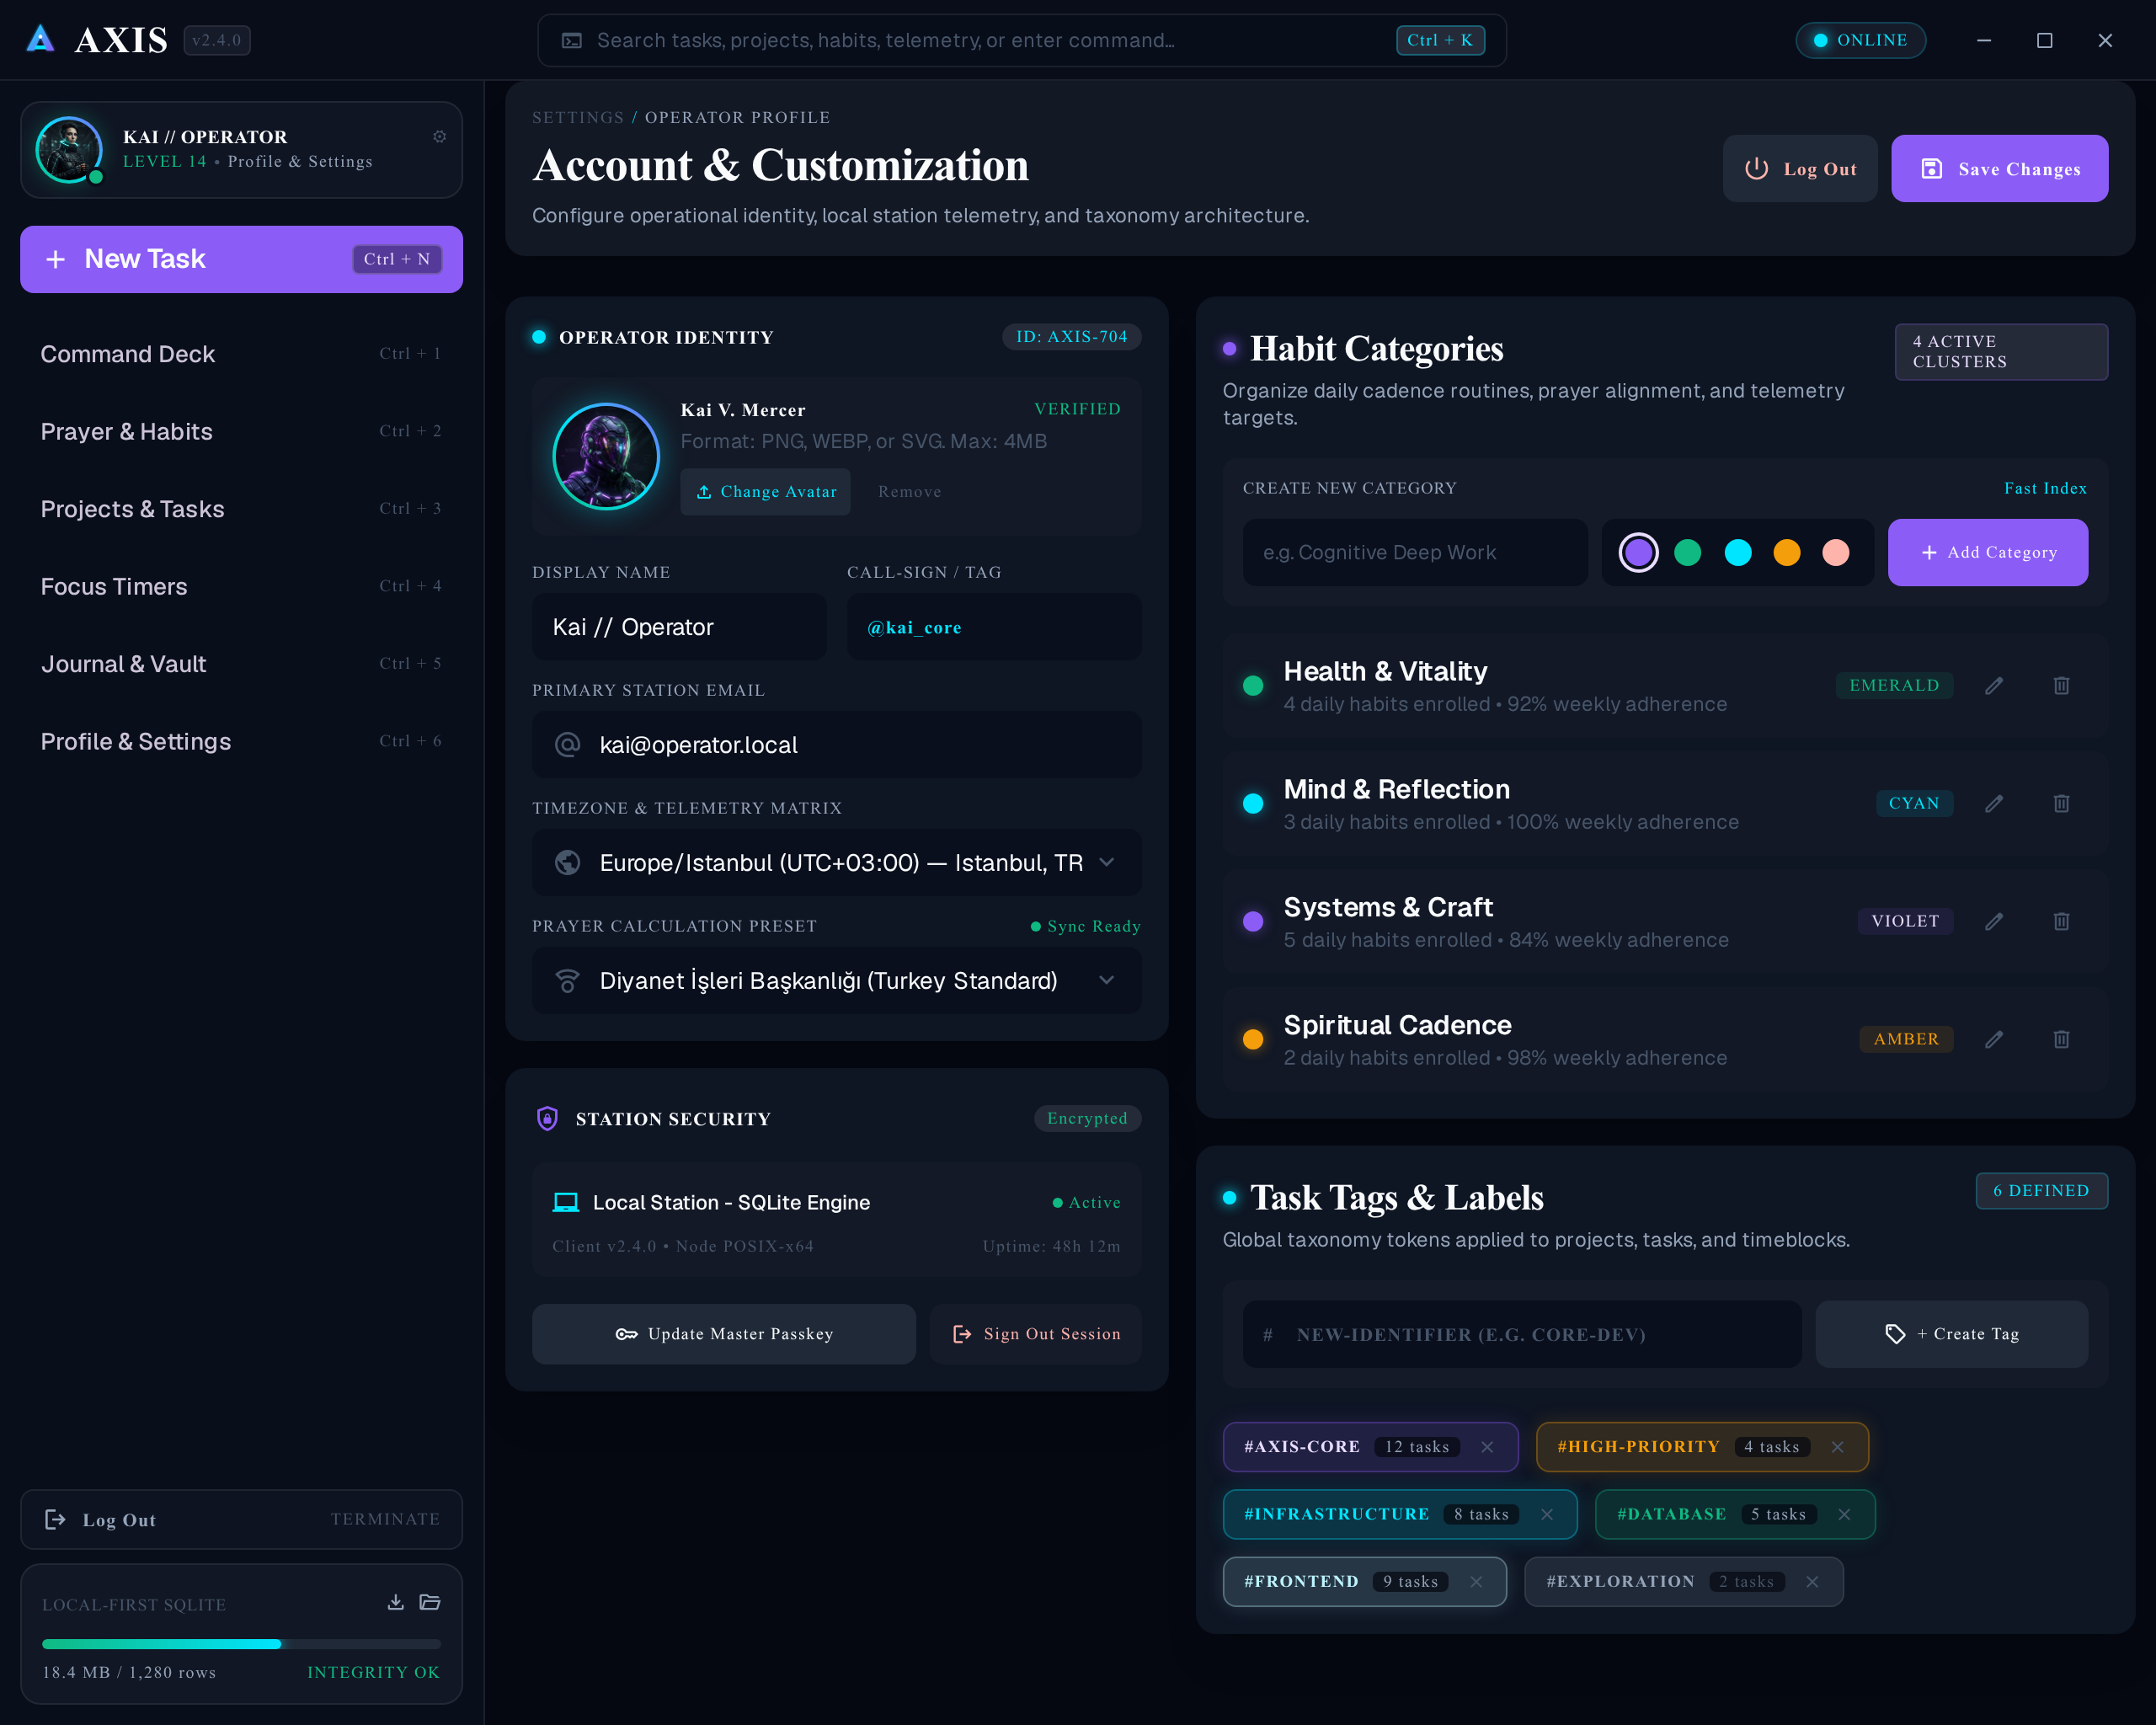 AXIS v2.4.0
Search tasks, projects, habits, telemetry, or enter command... Ctrl + K
ONLINE
KAI // OPERATOR
LEVEL 14 • Profile & Settings
+ New Task Ctrl + N
Command Deck Ctrl + 1
Prayer & Habits Ctrl + 2
Projects & Tasks Ctrl + 3
Focus Timers Ctrl + 4
Journal & Vault Ctrl + 5
Profile & Settings Ctrl + 6
Log Out TERMINATE
LOCAL-FIRST SQLITE
18.4 MB / 1,280 rows INTEGRITY OK
SETTINGS / OPERATOR PROFILE
Account & Customization
Configure operational identity, local station telemetry, and taxonomy architecture.
Log Out
Save Changes
OPERATOR IDENTITY ID: AXIS-704
Kai V. Mercer VERIFIED
Format: PNG, WEBP, or SVG. Max: 4MB
Change Avatar Remove
DISPLAY NAME CALL-SIGN / TAG
Kai // Operator @kai_core
PRIMARY STATION EMAIL
kai@operator.local
TIMEZONE & TELEMETRY MATRIX
Europe/Istanbul (UTC+03:00) — Istanbul, TR
PRAYER CALCULATION PRESET Sync Ready
Diyanet İşleri Başkanlığı (Turkey Standard)
STATION SECURITY Encrypted
Local Station - SQLite Engine Active
Client v2.4.0 • Node POSIX-x64 Uptime: 48h 12m
Update Master Passkey Sign Out Session
Habit Categories
4 ACTIVE
CLUSTERS
Organize daily cadence routines, prayer alignment, and telemetry
targets.
CREATE NEW CATEGORY Fast Index
e.g. Cognitive Deep Work + Add Category
Health & Vitality
4 daily habits enrolled • 92% weekly adherence
EMERALD
Mind & Reflection
3 daily habits enrolled • 100% weekly adherence
CYAN
Systems & Craft
5 daily habits enrolled • 84% weekly adherence
VIOLET
Spiritual Cadence
2 daily habits enrolled • 98% weekly adherence
AMBER
Task Tags & Labels 6 DEFINED
Global taxonomy tokens applied to projects, tasks, and timeblocks.
# NEW-IDENTIFIER (E.G. CORE-DEV) + Create Tag
#AXIS-CORE 12 tasks #HIGH-PRIORITY 4 tasks
#INFRASTRUCTURE 8 tasks #DATABASE 5 tasks
#FRONTEND 9 tasks #EXPLORATION 2 tasks